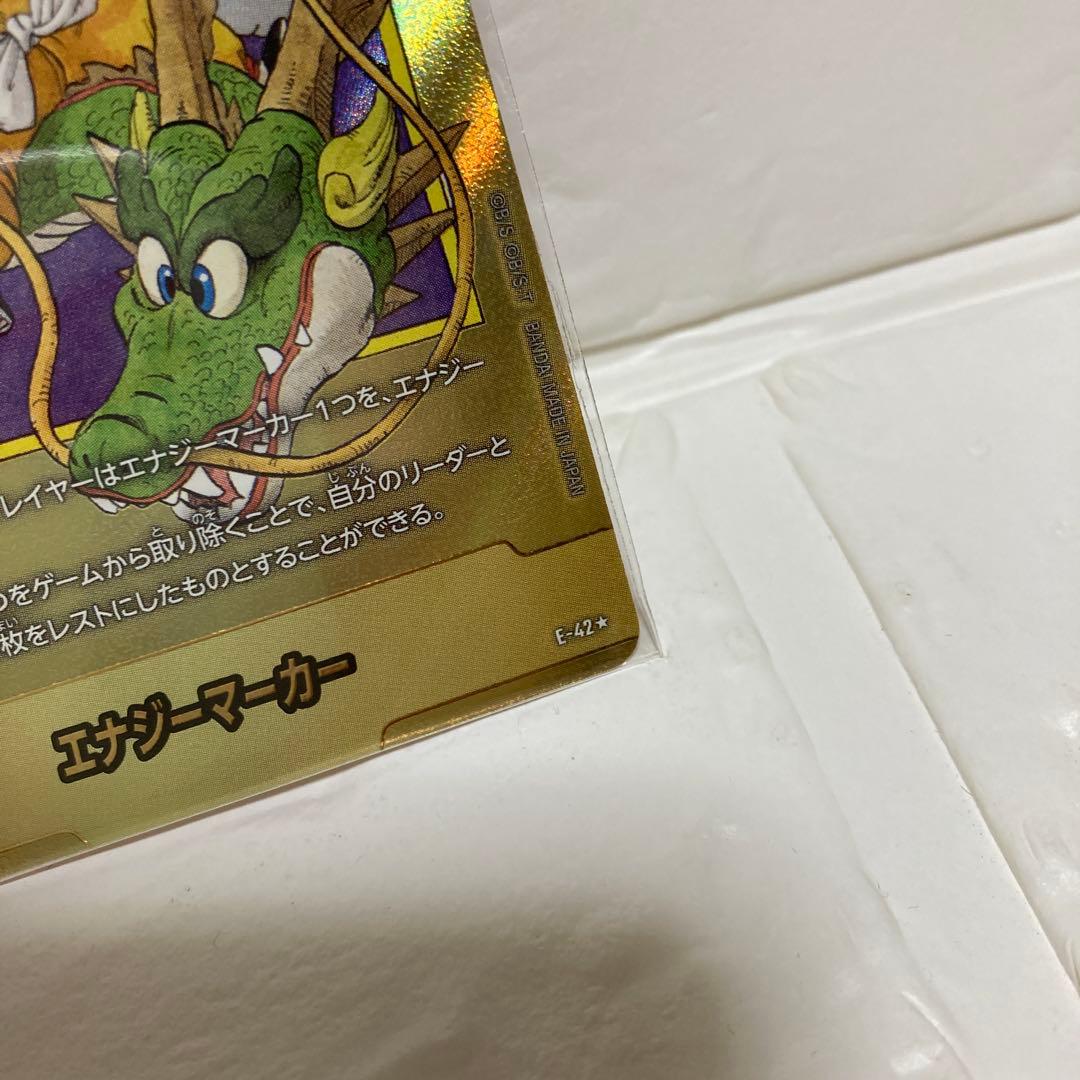 レイヤーはエナジーマーカー1つを、エナジー
つをゲームから取り除くことで、自分のリーダーと
枚をレストにしたものとすることができる。
エナジーマーカー
E-42★
©B/S ©B/S・T BANDAI MADE IN JAPAN